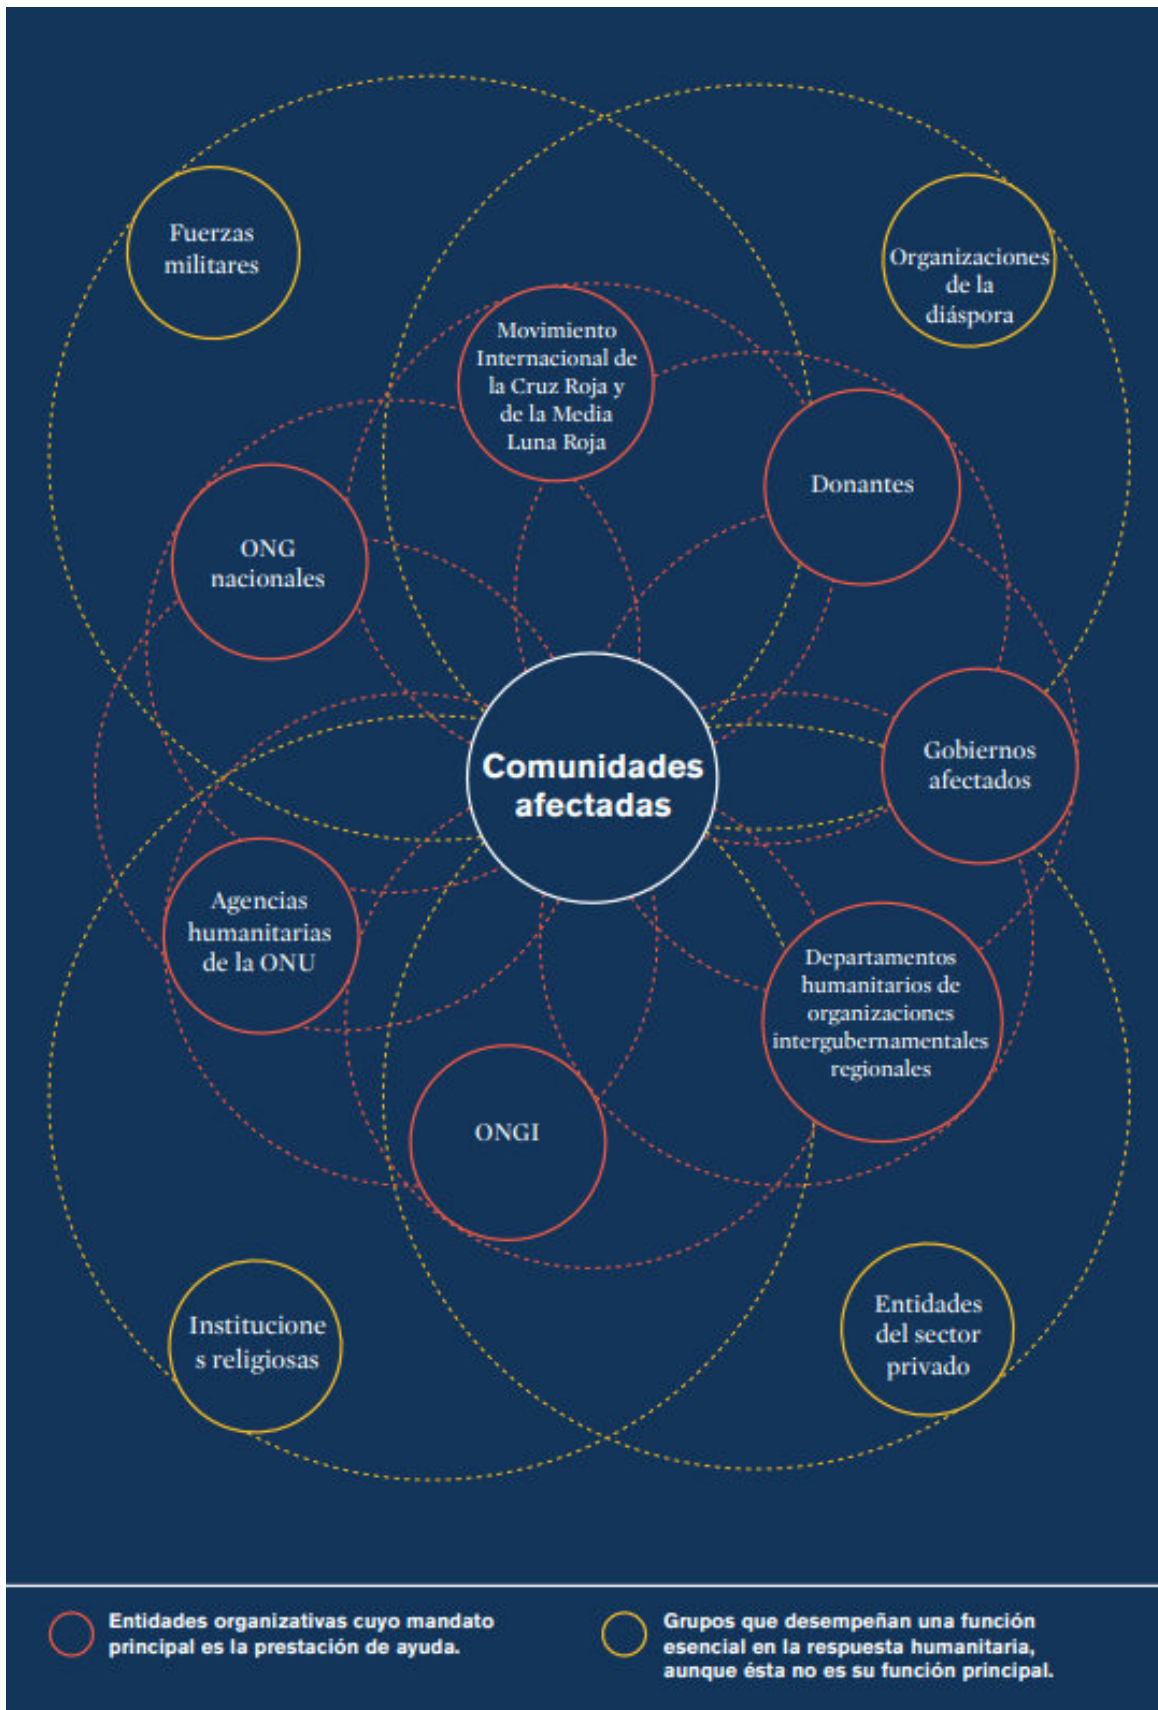 Fuerzas
militares
Organizaciones
de la
diáspora
Movimiento
Internacional de
la Cruz Roja y
de la Media
Luna Roja
Donantes
ONG
nacionales
Comunidades
afectadas
Gobiernos
afectados
Agencias
humanitarias
de la ONU
Departamentos
humanitarios de
organizaciones
intergubernamentales
regionales
ONGI
Institucione
s religiosas
Entidades
del sector
privado
Entidades organizativas cuyo mandato
principal es la prestación de ayuda.
Grupos que desempeñan una función
esencial en la respuesta humanitaria,
aunque ésta no es su función principal.